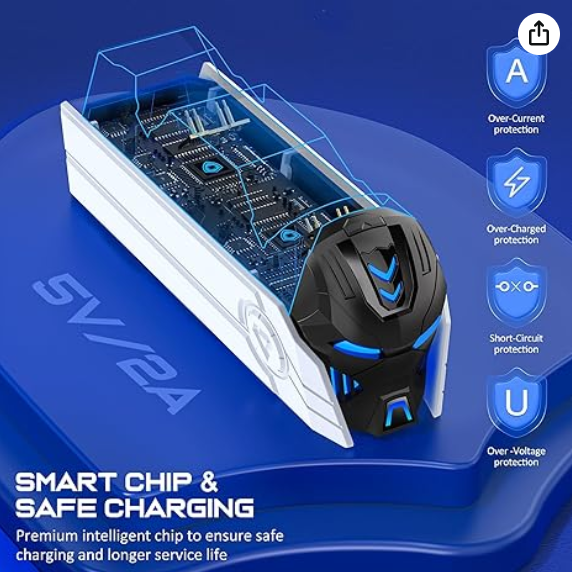 A
Over-Current
protection
Over-Charged
protection
Short-Circuit
protection
U
Over -Voltage
protection
5V/2A
SMART CHIP &
SAFE CHARGING
Premium intelligent chip to ensure safe
charging and longer service life